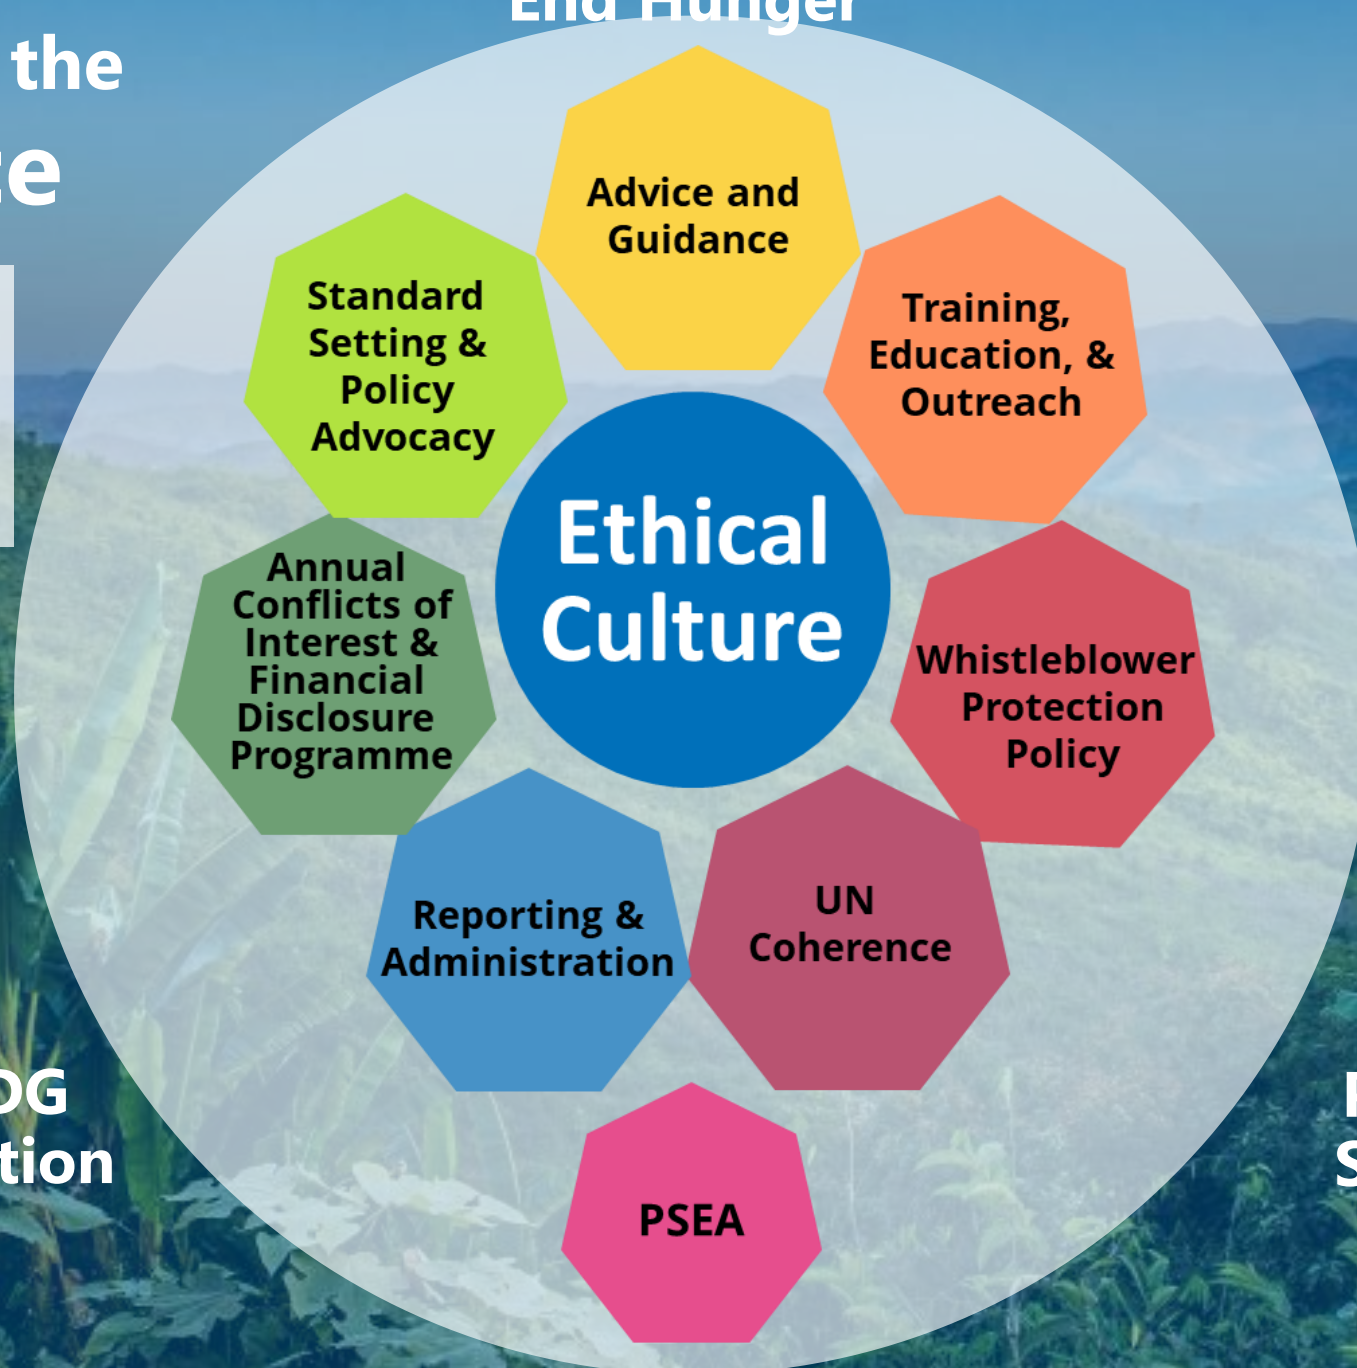 End Hunger
the
Advice and
Guidance
Standard
Setting &
Policy
Advocacy
Training,
Education, &
Outreach
Ethical
Culture
Annual
Conflicts of
Interest &
Financial
Disclosure
Programme
Whistleblower
Protection
Policy
Reporting &
Administration
UN
Coherence
PSEA